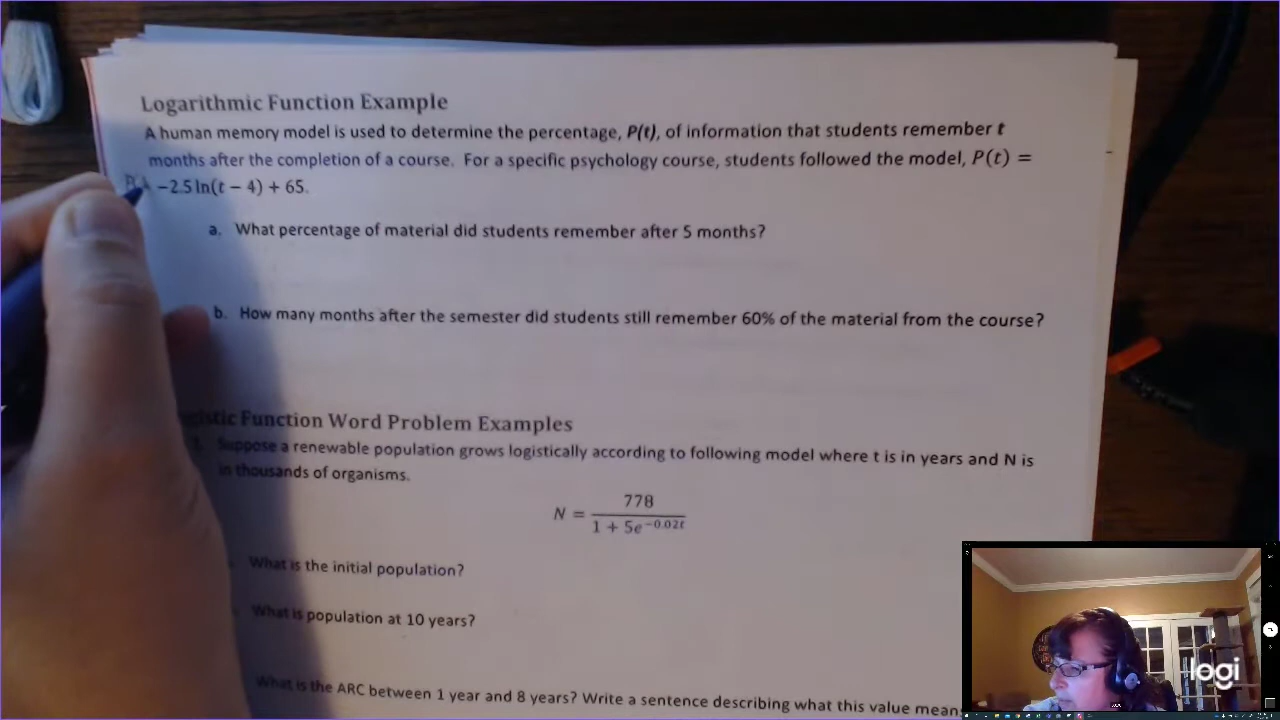 Logarithmic Function Example
A human memory model is used to determine the percentage, P(t), of information that students remember t
months after the completion of a course. For a specific psychology course, students followed the model, P(t) =
−2.5 ln(t − 4) + 65.
a. What percentage of material did students remember after 5 months?
b. How many months after the semester did students still remember 60% of the material from the course?
Function Word Problem Examples
Suppose a renewable population grows logistically according to following model where t is in years and N is
in thousands of organisms.
N = 778 / 1 + 5e^−0.02t
What is the initial population?
What is population at 10 years?
What is the ARC between 1 year and 8 years? Write a sentence describing what this value
logi